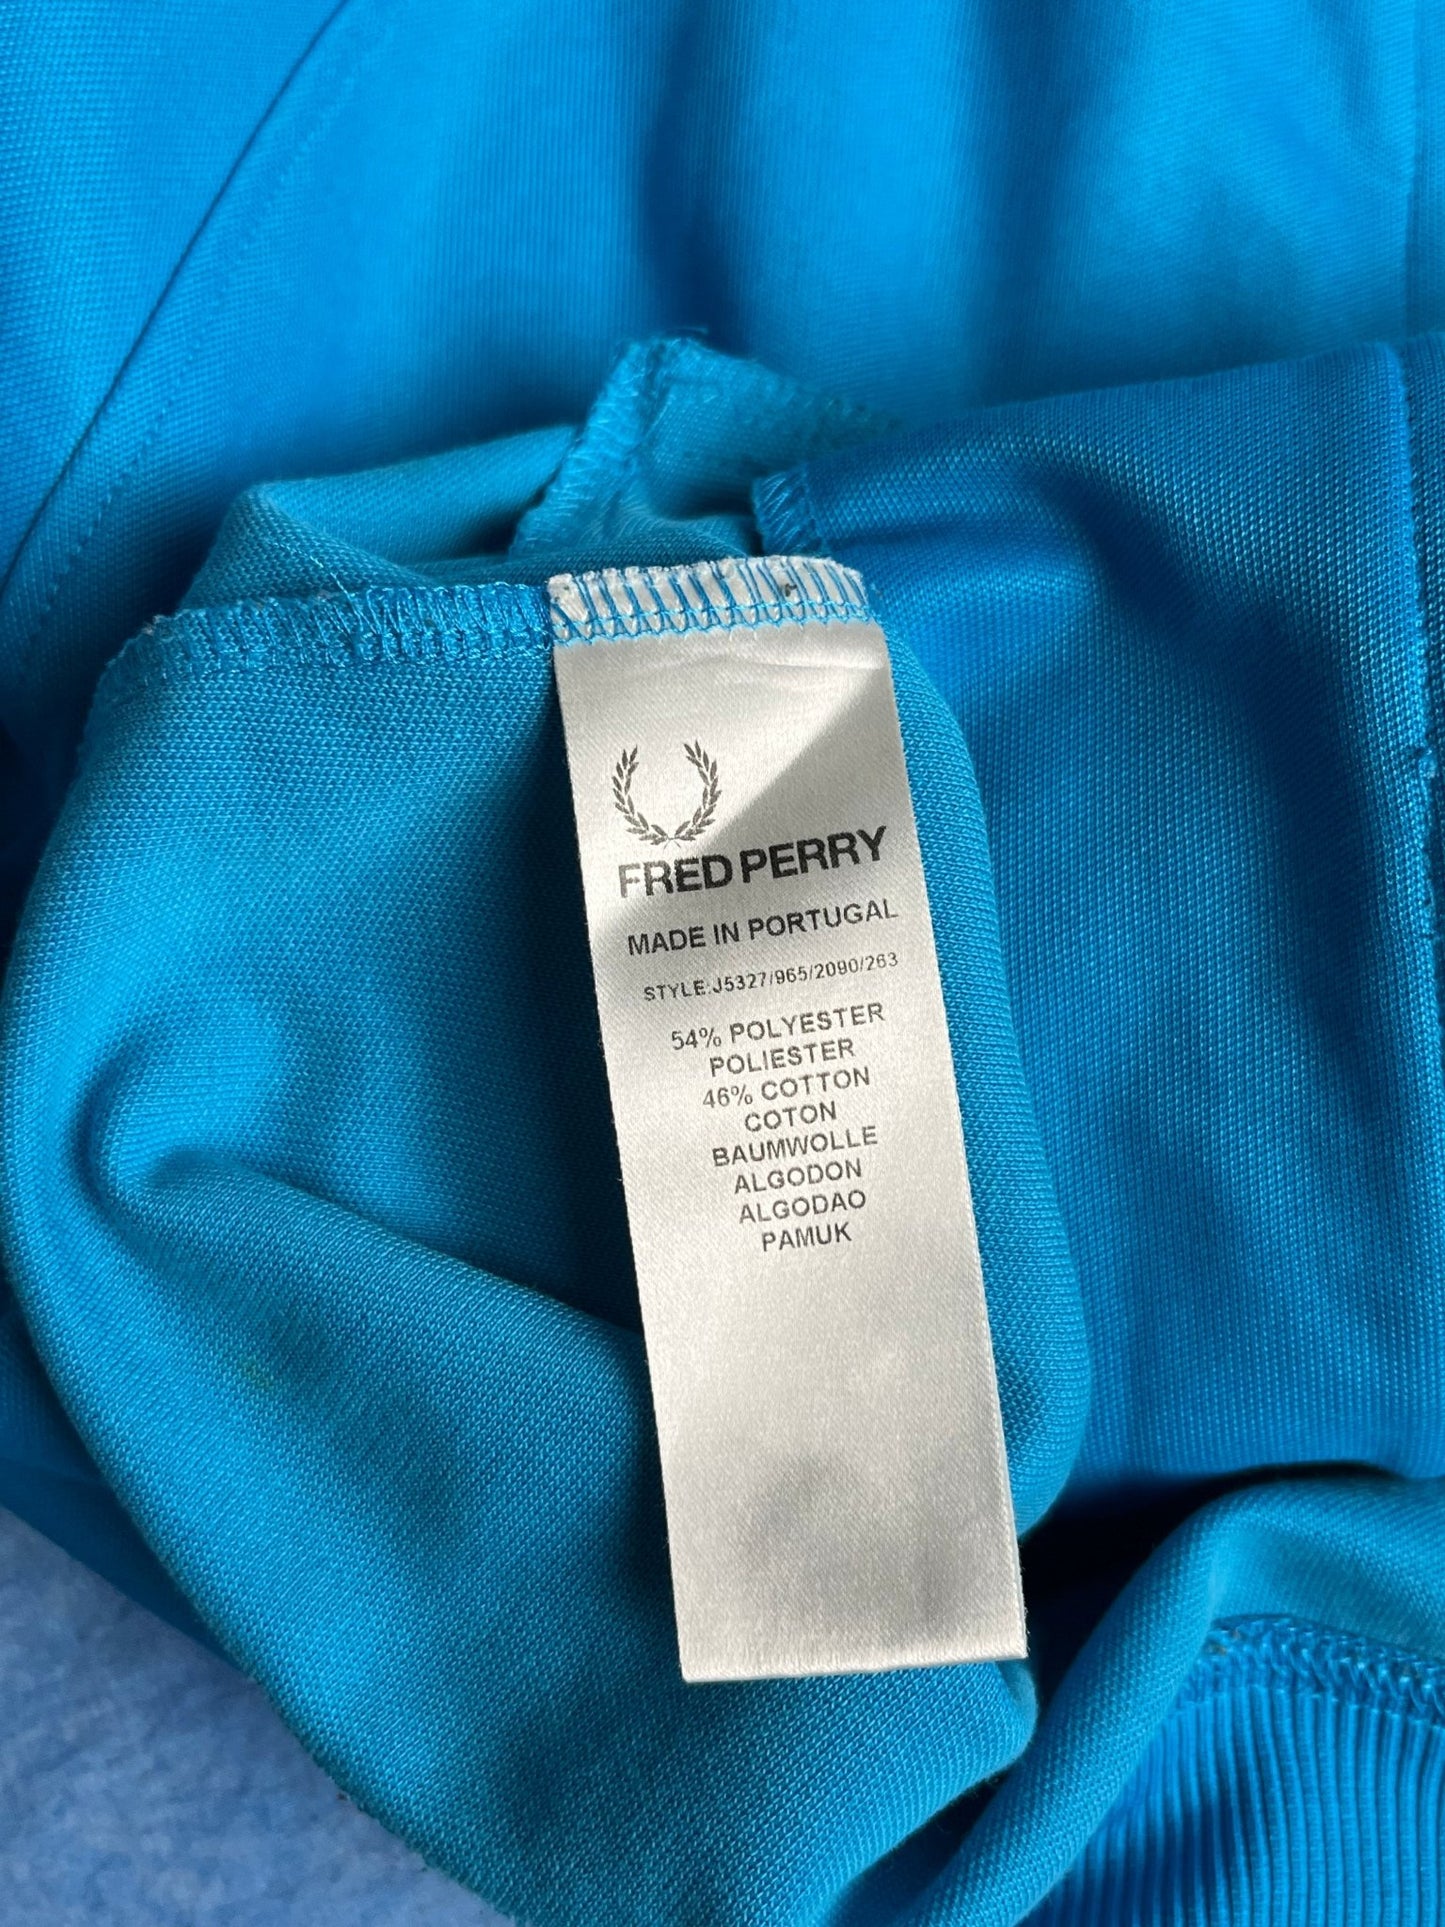 FRED PERRY
MADE IN PORTUGAL
STYLE:J5327/965/2090/263
54% POLYESTER
POLIESTER
46% COTTON
COTON
BAUMWOLLE
ALGODON
ALGODAO
PAMUK